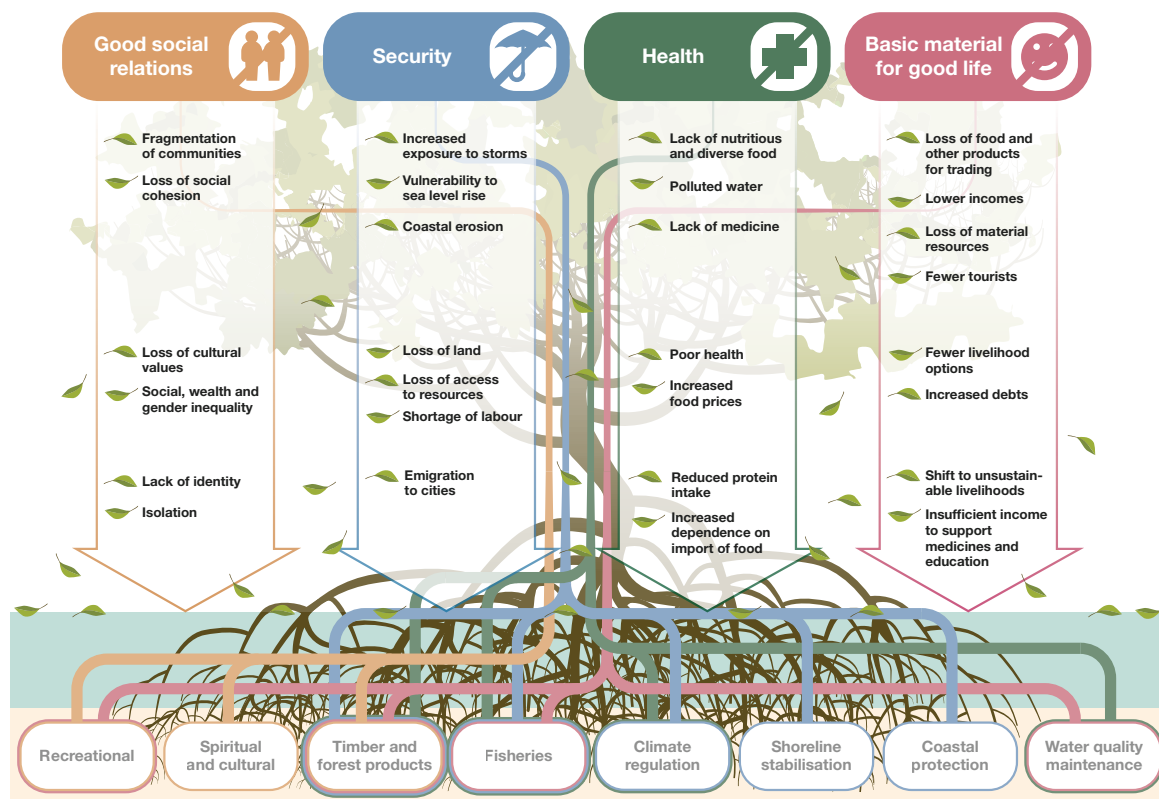 Good social
relations
Security
Health
Basic material
for good life
Fragmentation
of communities
Loss of social
cohesion
Loss of cultural
values
Social, wealth and
gender inequality
Lack of identity
Isolation
Increased
exposure to storms
Vulnerability to
sea level rise
Coastal erosion
Loss of land
Loss of access
to resources
Shortage of labour
Emigration
to cities
Lack of nutritious
and diverse food
Polluted water
Lack of medicine
Poor health
Increased
food prices
Reduced protein
intake
Increased
dependence on
import of food
Loss of food and
other products
for trading
Lower incomes
Loss of material
resources
Fewer tourists
Fewer livelihood
options
Increased debts
Shift to unsustain-
able livelihoods
Insufficient income
to support
medicines and
education
Recreational
Spiritual
and cultural
Timber and
forest products
Fisheries
Climate
regulation
Shoreline
stabilisation
Coastal
protection
Water quality
maintenance